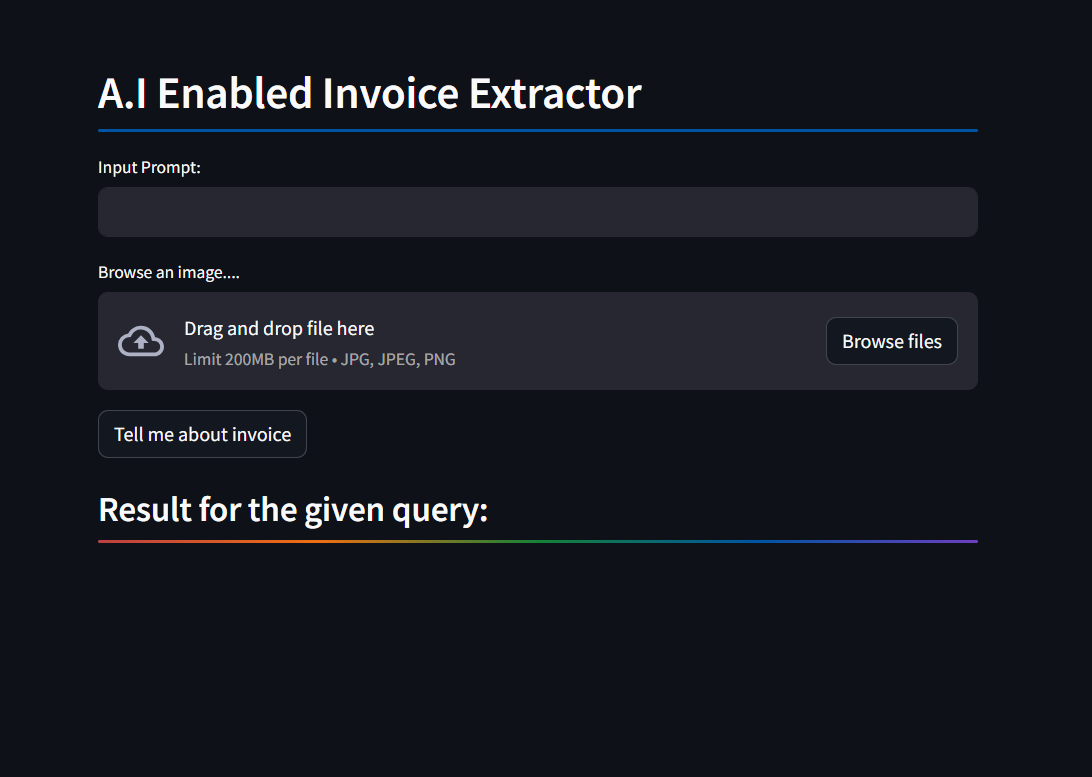 A.I Enabled Invoice Extractor
Input Prompt:
Browse an image....
Drag and drop file here
Limit 200MB per file • JPG, JPEG, PNG
Browse files
Tell me about invoice
Result for the given query: